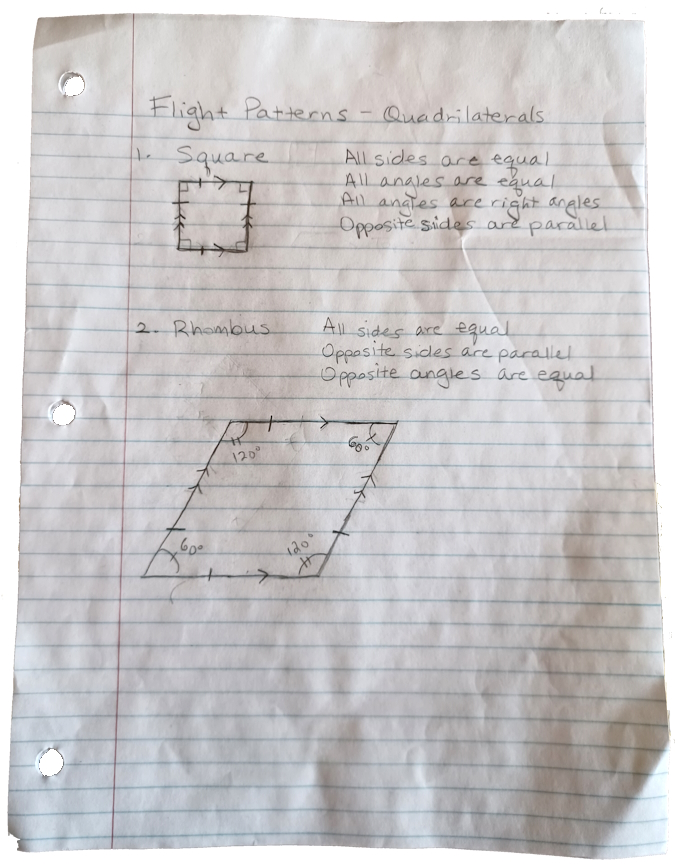 Flight Patterns - Quadrilaterals
1. Square
All sides are equal
All angles are equal
All angles are right angles
Opposite sides are parallel
2. Rhombus
All sides are equal
Opposite sides are parallel
Opposite angles are equal
120°
60°
60°
120°